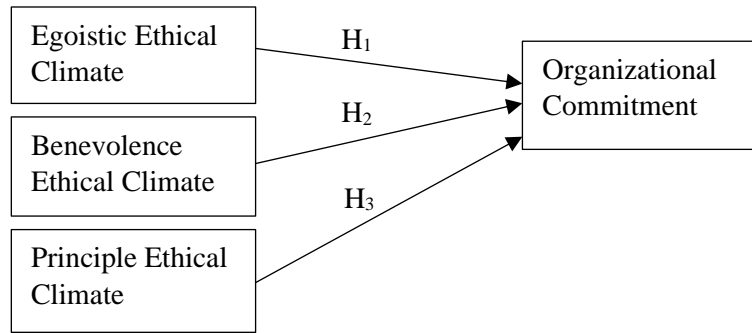 Egoistic Ethical
Climate
H₁
Organizational
Commitment
H₂
Benevolence
Ethical Climate
H₃
Principle Ethical
Climate